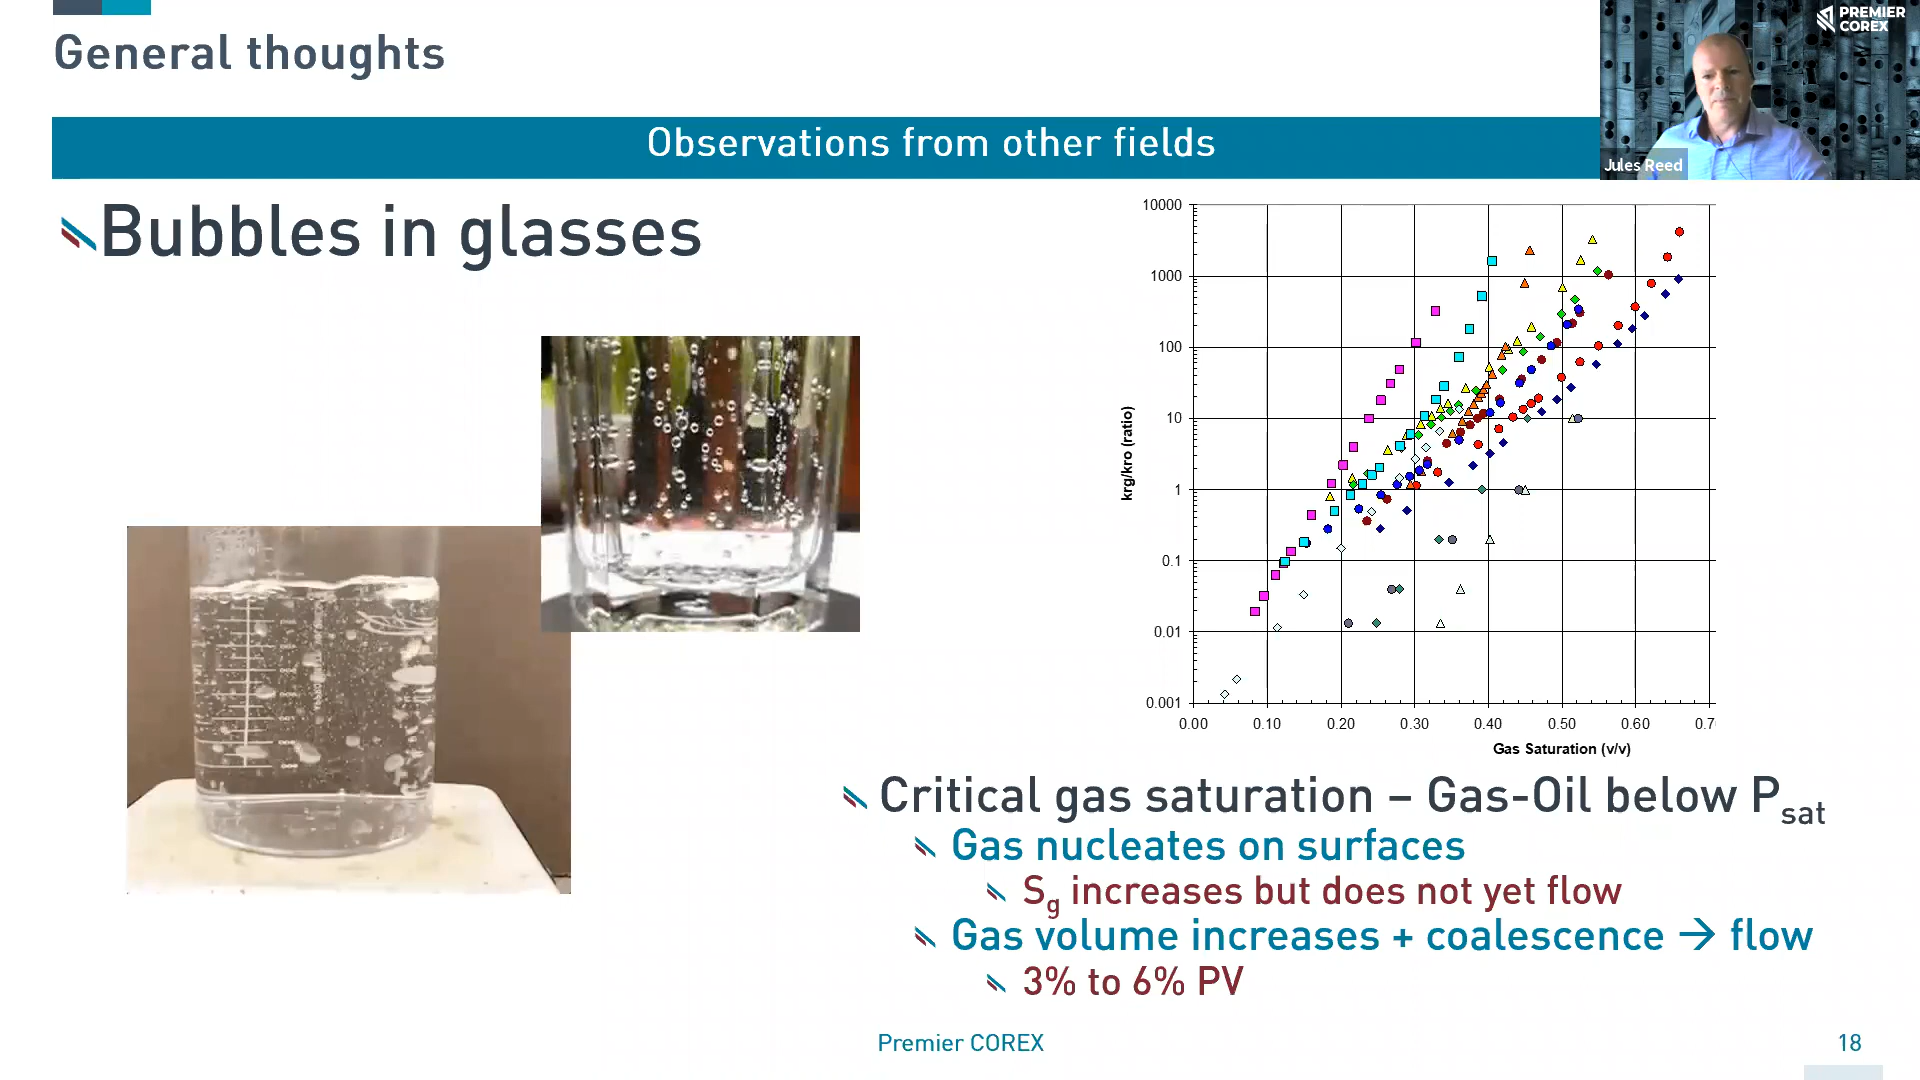 General thoughts
PREMIER
COREX
Observations from other fields
Jules Reed
Bubbles in glasses
10000
1000
100
10
1
0.1
0.01
0.001
krg/kro (ratio)
0.00 0.10 0.20 0.30 0.40 0.50 0.60 0.7
Gas Saturation (v/v)
Critical gas saturation – Gas-Oil below Psat
Gas nucleates on surfaces
Sg increases but does not yet flow
Gas volume increases + coalescence → flow
3% to 6% PV
Premier COREX
18